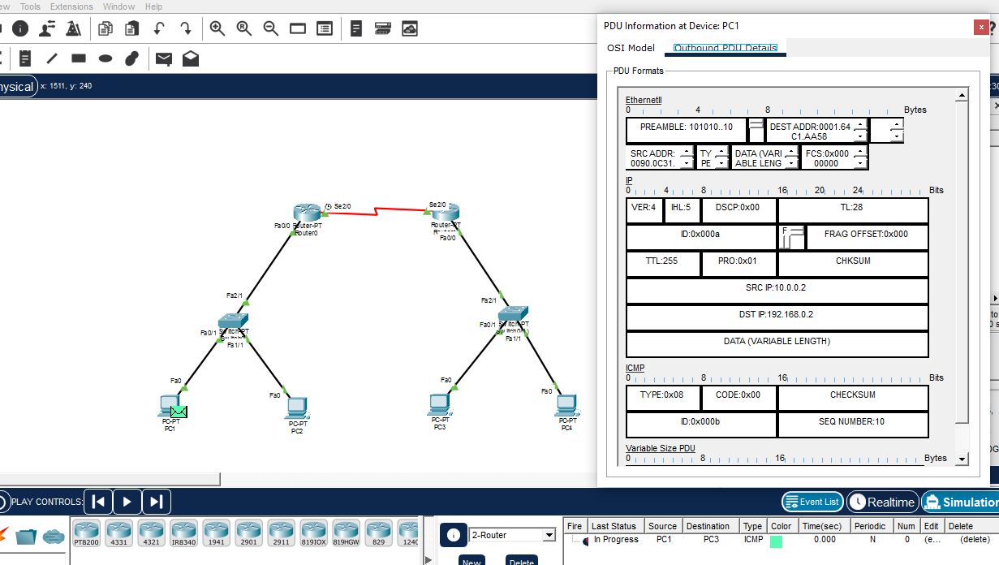 Tools Extensions Window Help
PDU Information at Device: PC1
OSI Model Outbound PDU Details
PDU Formats
x: 1511, y: 240
EthernetII
0 4 8 Bytes
PREAMBLE: 101010..10
DEST ADDR:0001.64
C1.AA58
SRC ADDR:
0090.0C31.
TY
PE
DATA (VARI
ABLE LENG
FCS:0x000
00000
IP
0 4 8 16 20 24 Bits
VER:4 IHL:5 DSCP:0x00 TL:28
ID:0x000a F FRAG OFFSET:0x000
TTL:255 PRO:0x01 CHKSUM
SRC IP:10.0.0.2
DST IP:192.168.0.2
DATA (VARIABLE LENGTH)
ICMP
0 8 16 Bits
TYPE:0x08 CODE:0x00 CHECKSUM
ID:0x000b SEQ NUMBER:10
Variable Size PDU
0 8 16 Bytes
Se2/0
Se2/0
Fa0/0 Router-PT
Router0
Router-PT
Fa0/0
Fa2/1
Fa0/1 Switch-PT
Fa1/1
Fa2/1
Fa0/1 Switch-PT
Fa1/1
Fa0
PC-PT
PC1
Fa0
PC-PT
PC2
Fa0
PC-PT
PC3
Fa0
PC-PT
PC4
PLAY CONTROLS:
Event List Realtime
PT8200 4331 4321 IR8340 1941 2901 2911 819IOX 819HGW 829 1240
2-Router
New Delete
Fire Last Status Source Destination Type Color Time(sec) Periodic Num Edit Delete
In Progress PC1 PC3 ICMP 0.000 N 0 (e... (delete)